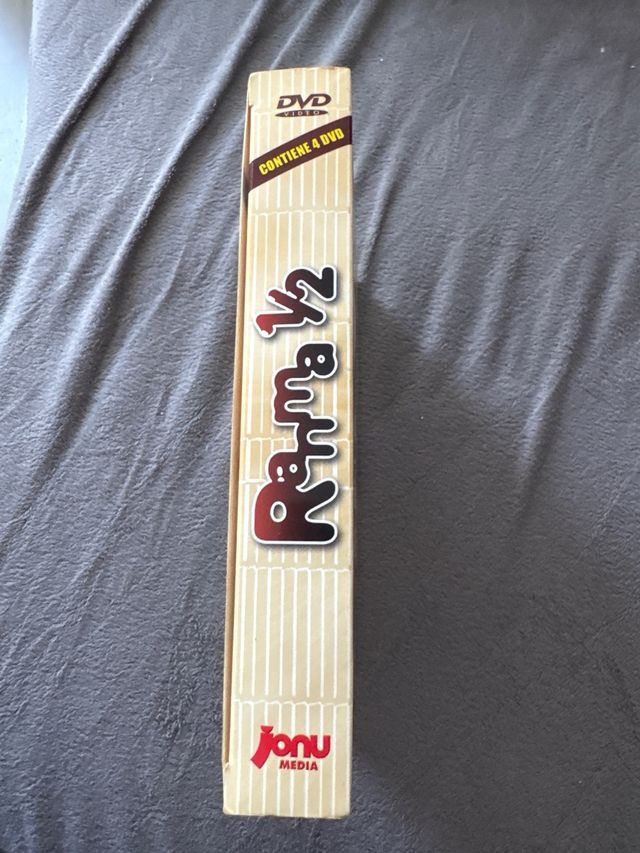 DVD
VIDEO
CONTIENE 4 DVD
Ranma ½
jonu
MEDIA